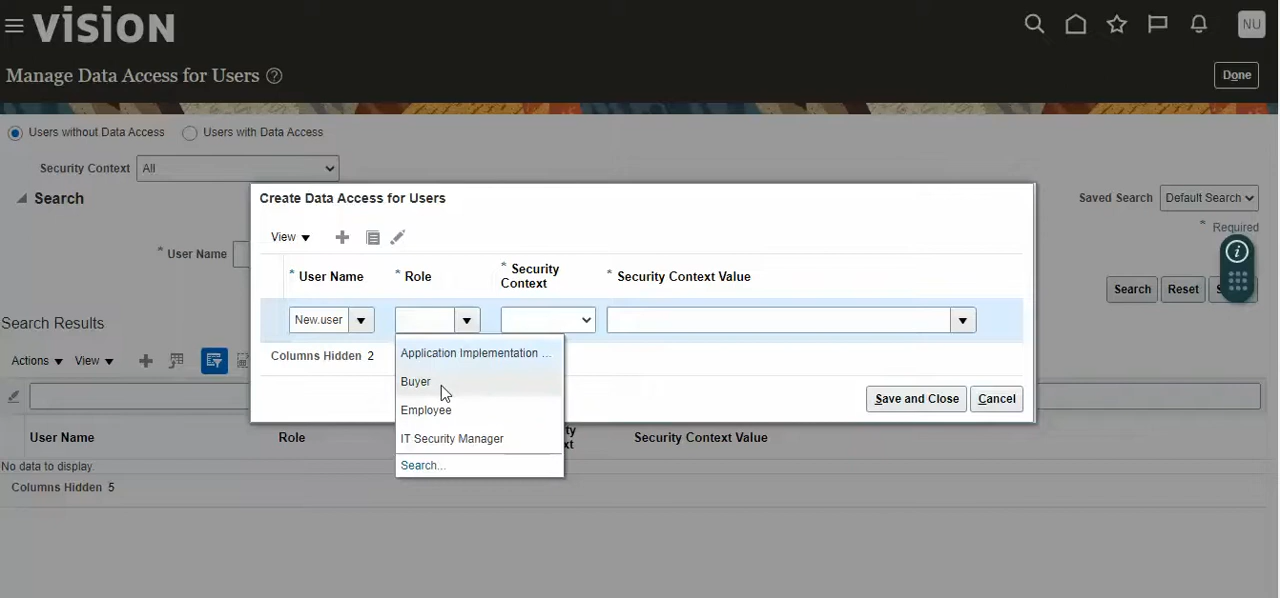 VISION
NU
Manage Data Access for Users ?
Done
Users without Data Access Users with Data Access
Security Context All
Search
Saved Search Default Search
* Required
* User Name
Search Reset
Search Results
Actions View
User Name Role Security Context Value
No data to display.
Columns Hidden 5
Create Data Access for Users
View
* User Name * Role * Security Context * Security Context Value
New.user
Columns Hidden 2
Application Implementation ...
Buyer
Employee
IT Security Manager
Search...
Save and Close Cancel